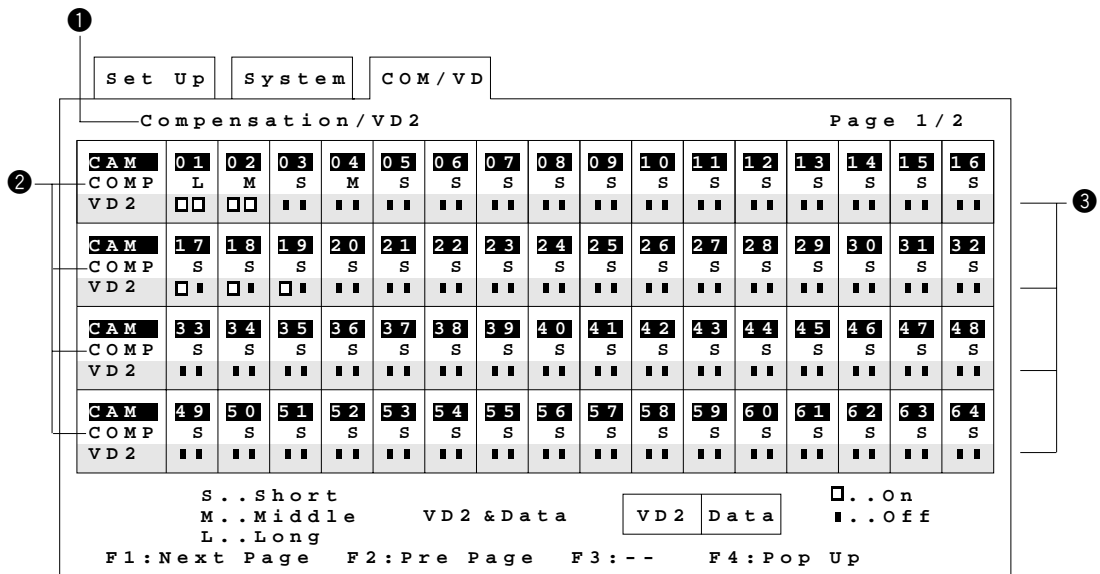 ❶
Set Up System COM/VD
Compensation/VD2 Page 1/2
CAM 01 02 03 04 05 06 07 08 09 10 11 12 13 14 15 16
❷ COMP L M S M S S S S S S S S S S S S
VD2 ❸
CAM 17 18 19 20 21 22 23 24 25 26 27 28 29 30 31 32
COMP S S S S S S S S S S S S S S S S
VD2
CAM 33 34 35 36 37 38 39 40 41 42 43 44 45 46 47 48
COMP S S S S S S S S S S S S S S S S
VD2
CAM 49 50 51 52 53 54 55 56 57 58 59 60 61 62 63 64
COMP S S S S S S S S S S S S S S S S
VD2
S..Short □..On
M..Middle VD2&Data VD2 Data ▮..Off
L..Long
F1:Next Page F2:Pre Page F3:-- F4:Pop Up